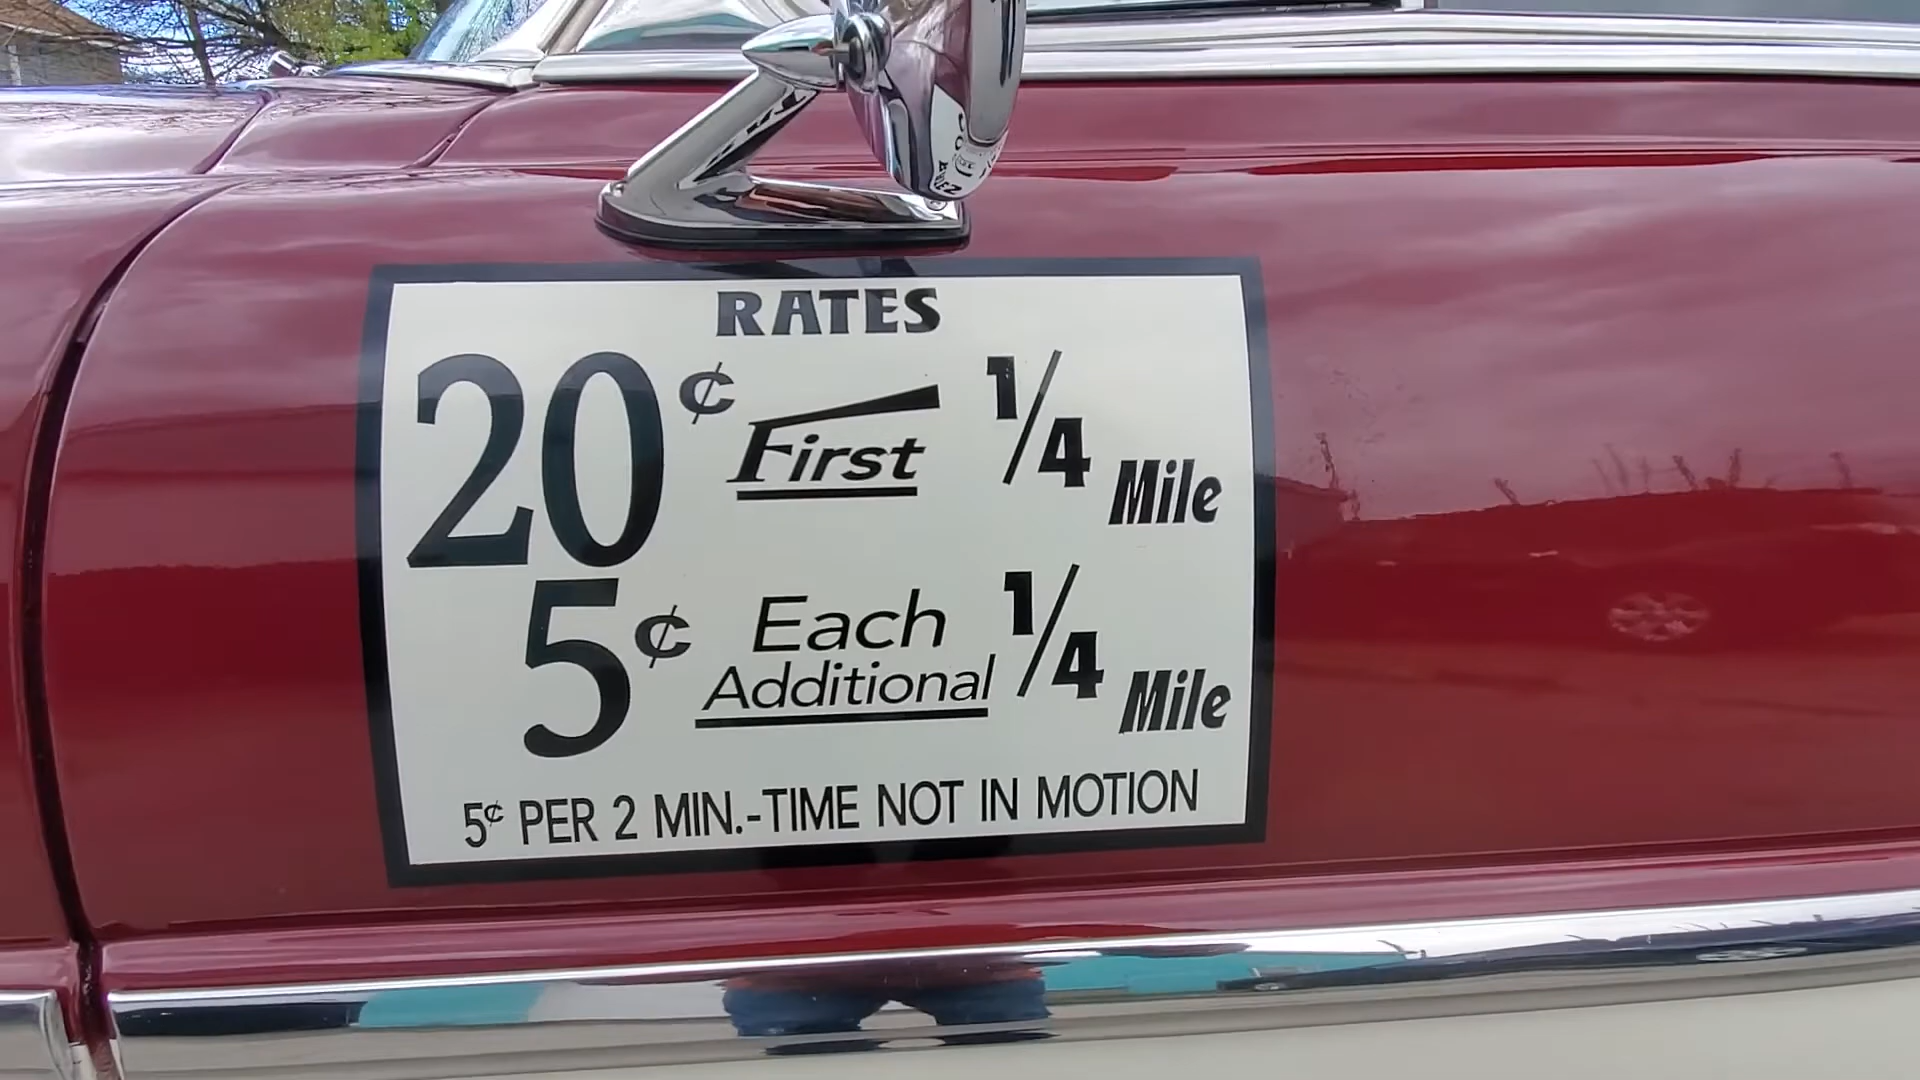 RATES
20¢ First 1/4 Mile
5¢ Each Additional 1/4 Mile
5¢ PER 2 MIN.-TIME NOT IN MOTION